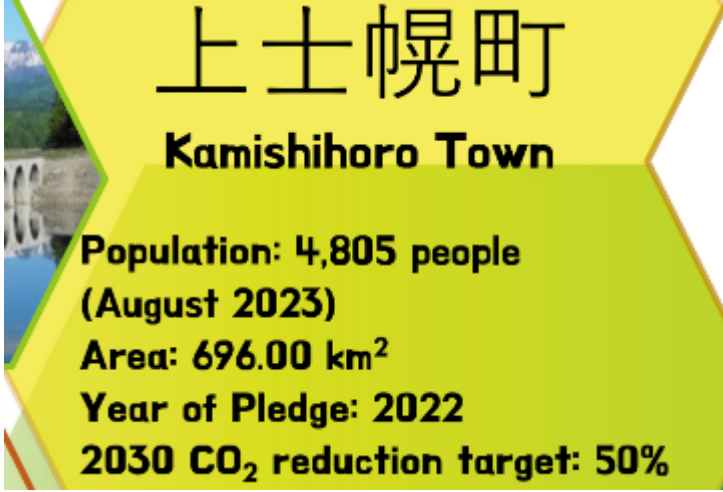 上士幌町
Kamishihoro Town
Population: 4,805 people
(August 2023)
Area: 696.00 km²
Year of Pledge: 2022
2030 CO₂ reduction target: 50%